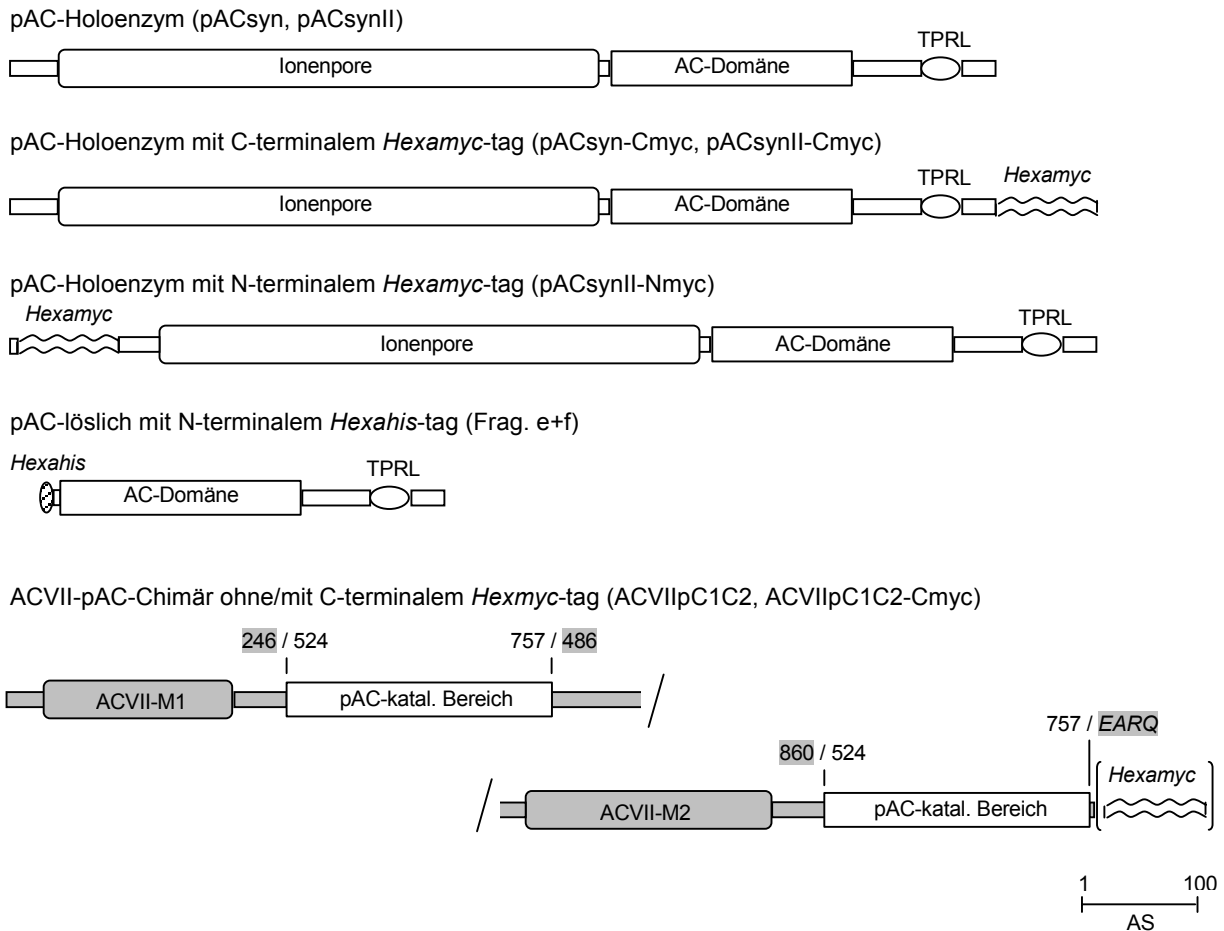 pAC-Holoenzym (pACsyn, pACsynII)
TPRL
Ionenpore
AC-Domäne
pAC-Holoenzym mit C-terminalem Hexamyc-tag (pACsyn-Cmyc, pACsynII-Cmyc)
TPRL
Hexamyc
Ionenpore
AC-Domäne
pAC-Holoenzym mit N-terminalem Hexamyc-tag (pACsynII-Nmyc)
Hexamyc
TPRL
Ionenpore
AC-Domäne
pAC-löslich mit N-terminalem Hexahis-tag (Frag. e+f)
Hexahis
TPRL
AC-Domäne
ACVII-pAC-Chimär ohne/mit C-terminalem Hexmyc-tag (ACVIIpC1C2, ACVIIpC1C2-Cmyc)
246 / 524
757 / 486
ACVII-M1
pAC-katal. Bereich
757 / EARQ
860 / 524
Hexamyc
ACVII-M2
pAC-katal. Bereich
1
100
AS